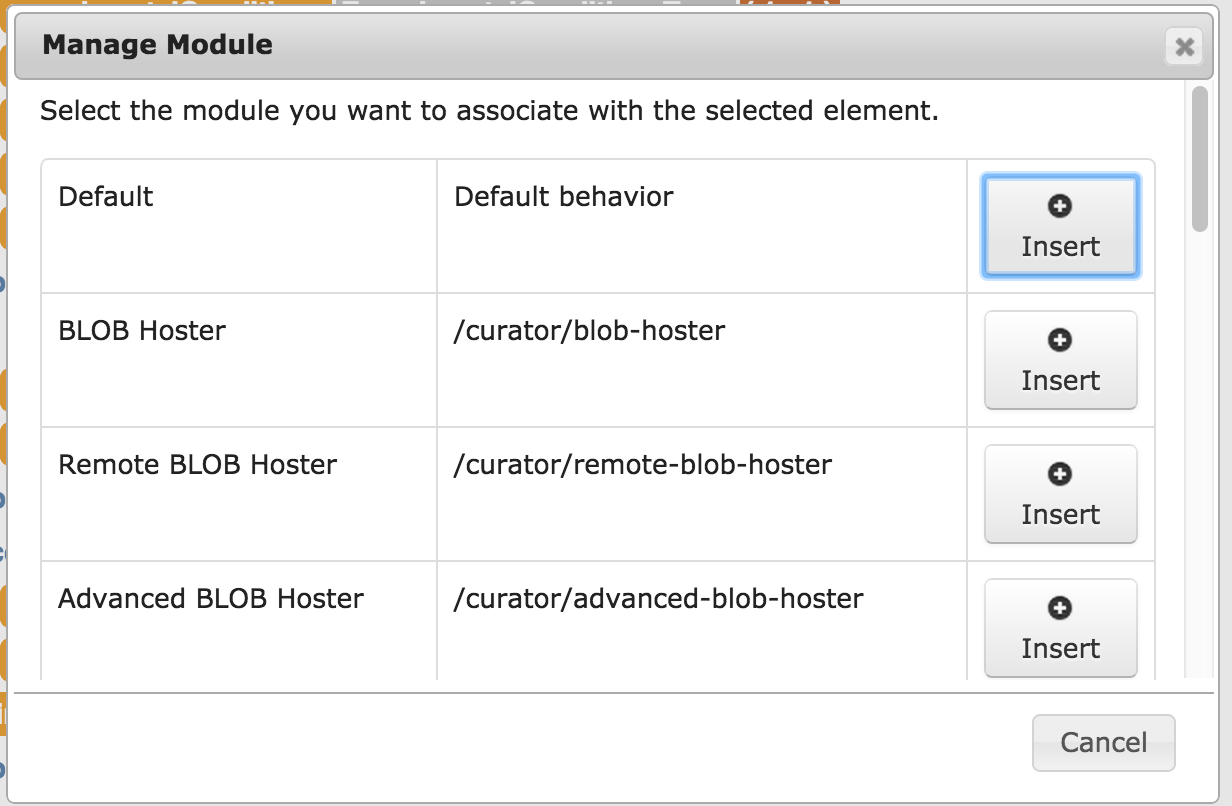 Manage Module
Select the module you want to associate with the selected element.
Default
Default behavior
Insert
BLOB Hoster
/curator/blob-hoster
Insert
Remote BLOB Hoster
/curator/remote-blob-hoster
Insert
Advanced BLOB Hoster
/curator/advanced-blob-hoster
Insert
Cancel